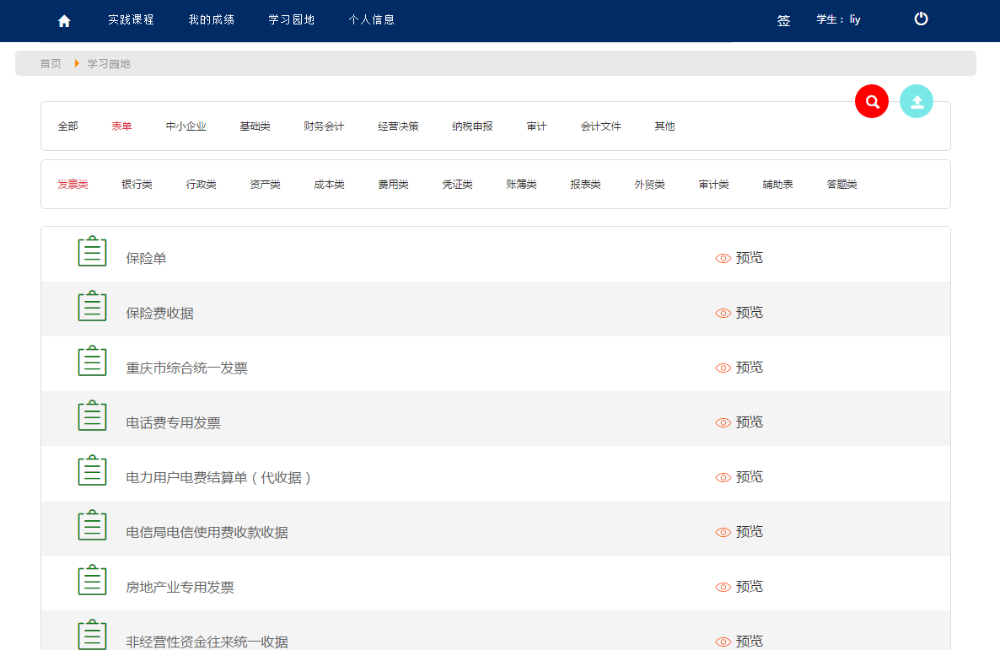 实践课程 我的成绩 学习园地 个人信息 签 学生： liy
首页 学习园地
全部 表单 中小企业 基础类 财务会计 经营决策 纳税申报 审计 会计文件 其他
发票类 银行类 行政类 资产类 成本类 费用类 凭证类 账簿类 报表类 外贸类 审计类 辅助表 答题类
保险单 预览
保险费收据 预览
重庆市综合统一发票 预览
电话费专用发票 预览
电力用户电费结算单（代收据） 预览
电信局电信使用费收款收据 预览
房地产业专用发票 预览
非经营性资金往来统一收据 预览